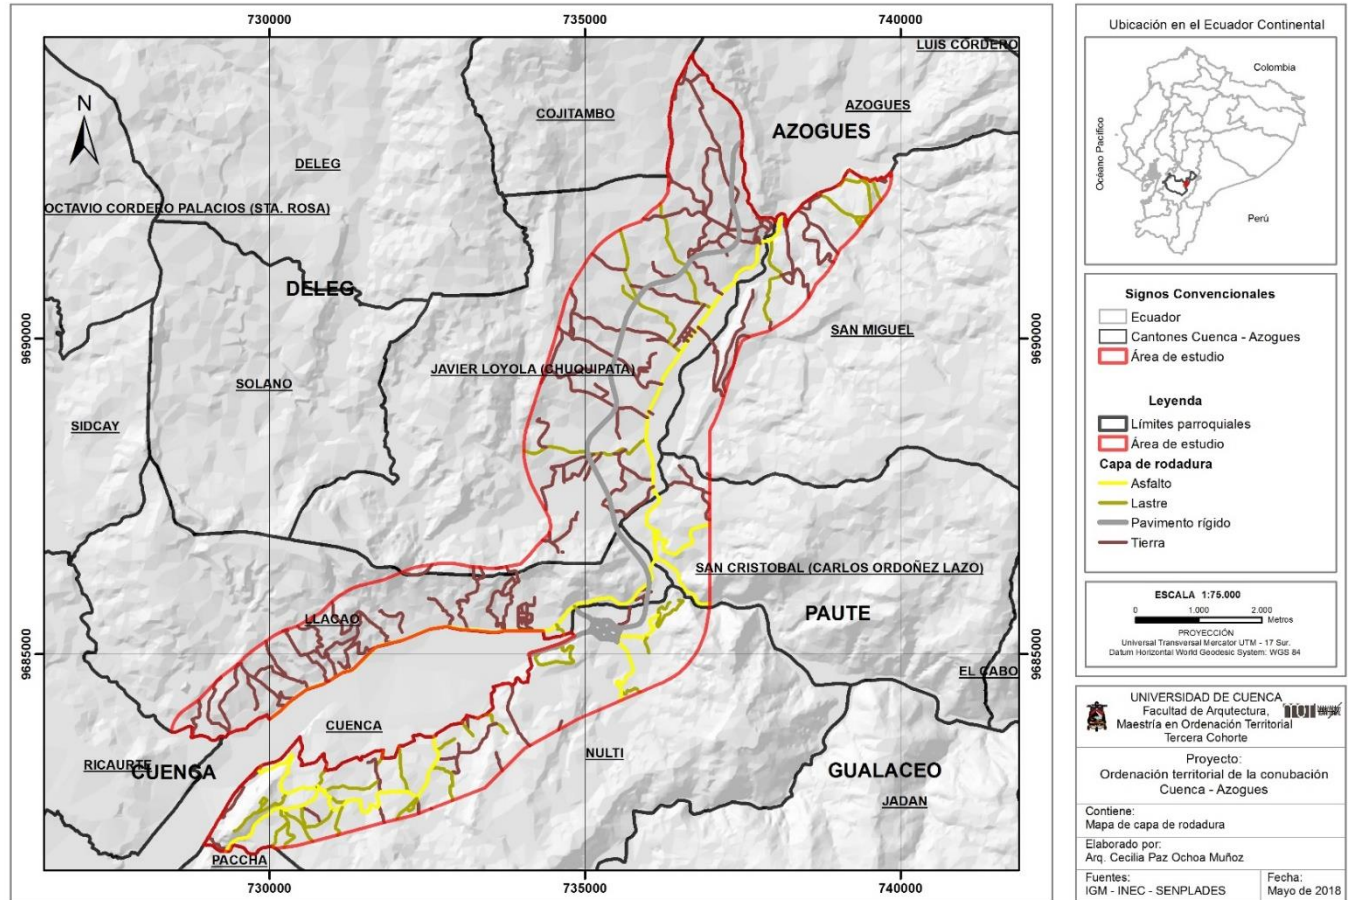 730000
735000
740000
LUIS CORDERO
AZOGUES
COJITAMBO
AZOGUES
N
DELEG
OCTAVIO CORDERO PALACIOS (STA. ROSA)
DELEG
9690000
9690000
SAN MIGUEL
JAVIER LOYOLA (CHUQUIPATA)
SOLANO
SIDCAY
SAN CRISTOBAL (CARLOS ORDOÑEZ LAZO)
PAUTE
LLACAO
9685000
9685000
EL CABO
CUENCA
NULTI
RICAURTE
CUENCA
GUALACEO
JADAN
PACCHA
730000
735000
740000
Ubicación en el Ecuador Continental
Colombia
Océano Pacífico
Perú
Signos Convencionales
Ecuador
Cantones Cuenca - Azogues
Área de estudio
Leyenda
Límites parroquiales
Área de estudio
Capa de rodadura
Asfalto
Lastre
Pavimento rígido
Tierra
ESCALA 1:75.000
0 1.000 2.000
Metros
PROYECCIÓN
Universal Transversal Mercator UTM - 17 Sur,
Datum Horizontal World Geodesic System: WGS 84
UNIVERSIDAD DE CUENCA
Facultad de Arqutectura,
Maestría en Ordenación Territorial
Tercera Cohorte
Proyecto:
Ordenación territorial de la conubación
Cuenca - Azogues
Contiene:
Mapa de capa de rodadura
Elaborado por:
Arq. Cecilia Paz Ochoa Muñoz
Fuentes:
IGM - INEC - SENPLADES
Fecha:
Mayo de 2018